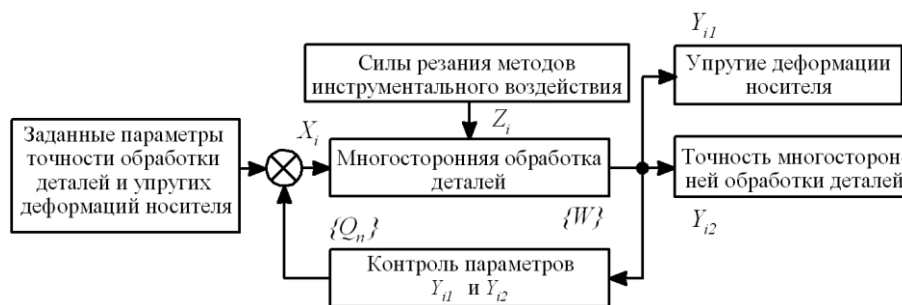 Y_{i1}
Силы резания методов
инструментального воздействия
Упругие деформации
носителя
Заданные параметры
точности обработки
деталей и упругих
деформаций носителя
X_i
Z_i
Многосторонняя обработка
деталей
Точность многосторон-
ней обработки деталей
{Q_n}
{W}
Y_{i2}
Контроль параметров
Y_{i1} и Y_{i2}